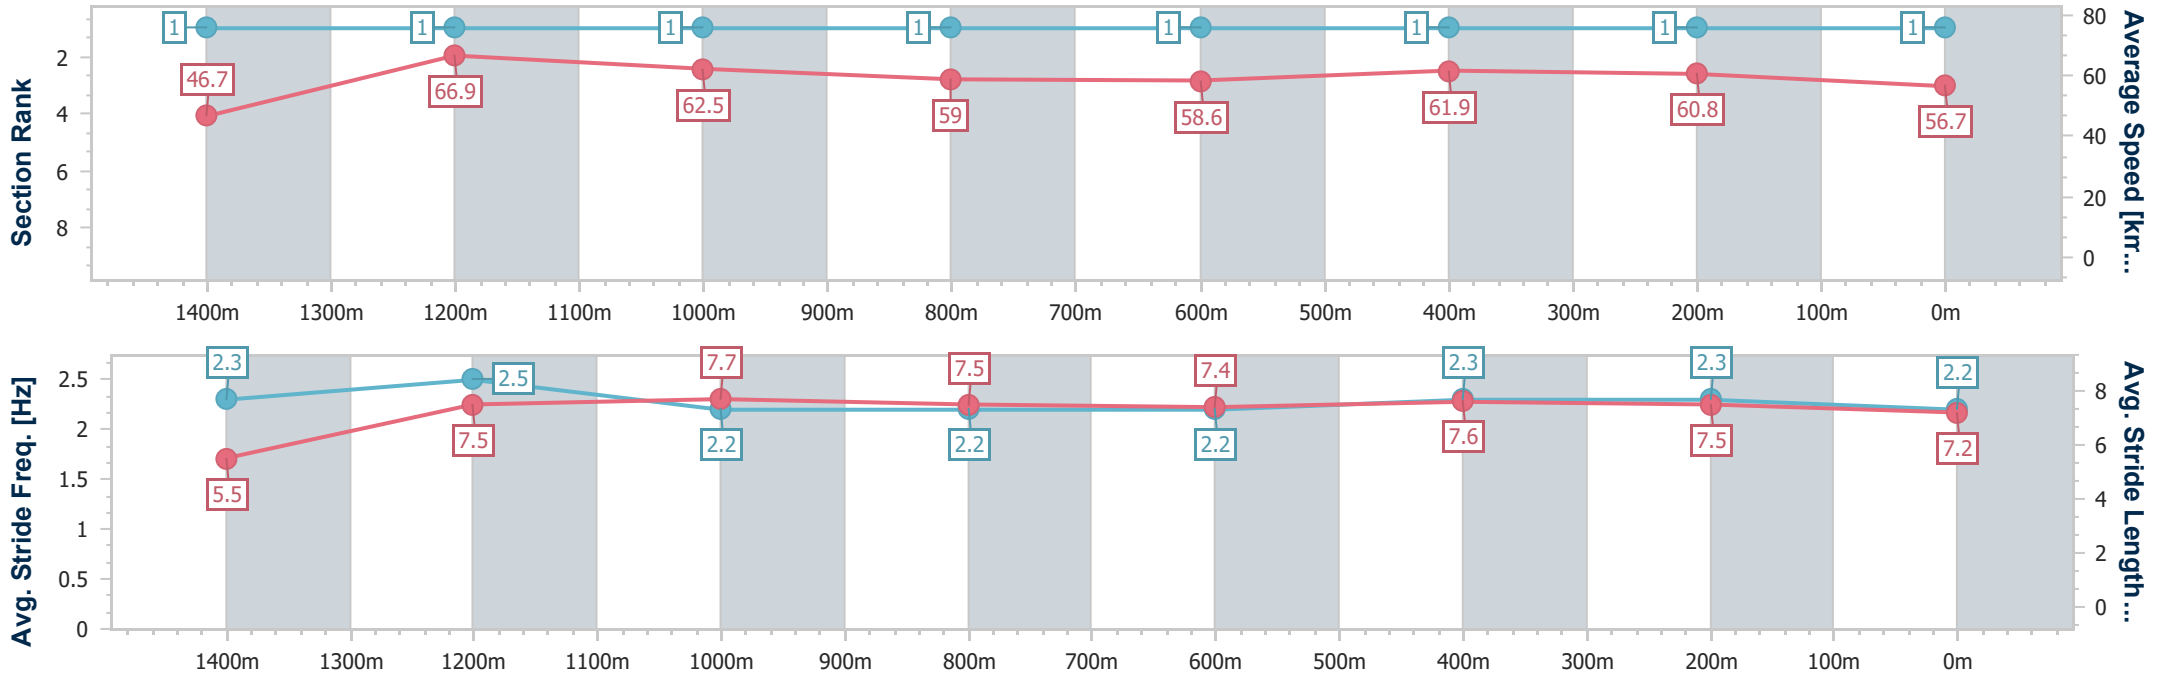 Section Rank
2
4
6
8
1 1 1 1 1 1 1 1
46.7 66.9 62.5 59 58.6 61.9 60.8 56.7
80
60
40
20
0
Average Speed [km...
1400m 1300m 1200m 1100m 1000m 900m 800m 700m 600m 500m 400m 300m 200m 100m 0m
Avg. Stride Freq. [Hz]
2.5
2
1.5
1
0.5
0
2.3 2.5 2.2 2.2 2.2 2.3 2.3 2.2
5.5 7.5 7.7 7.5 7.4 7.6 7.5 7.2
8
6
4
2
0
Avg. Stride Length ...
1400m 1300m 1200m 1100m 1000m 900m 800m 700m 600m 500m 400m 300m 200m 100m 0m